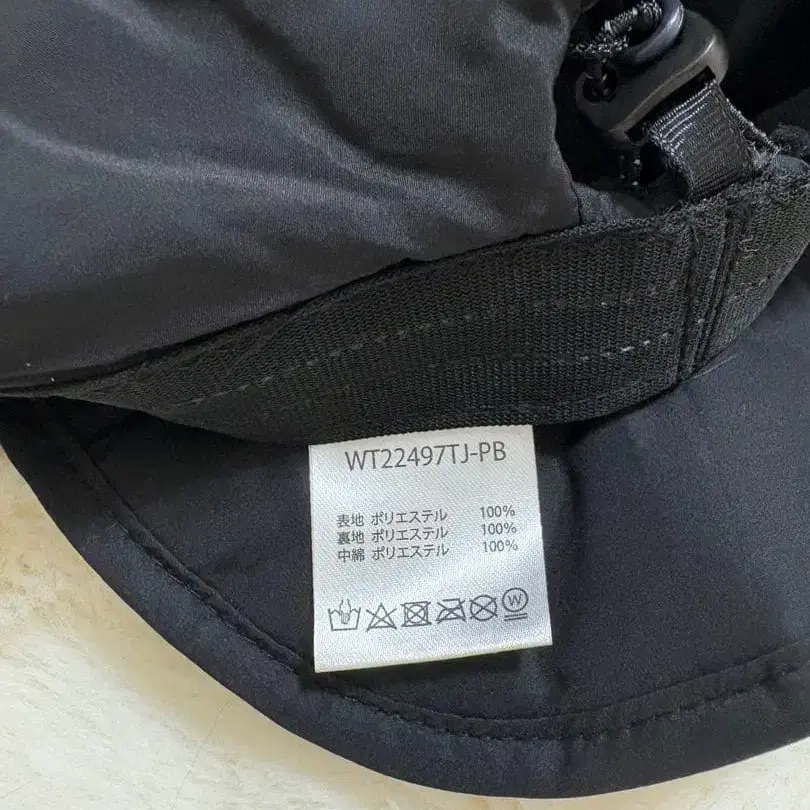 WT22497TJ-PB
表地 ポリエステル 100%
裏地 ポリエステル 100%
中綿 ポリエステル 100%
W